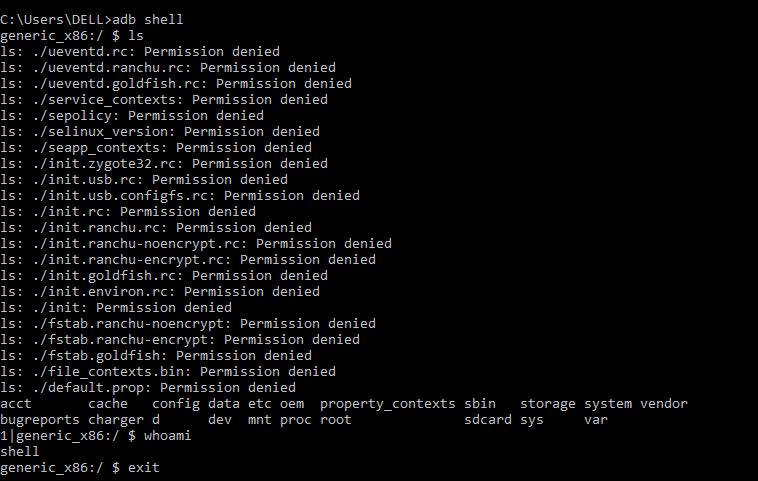 C:\Users\DELL>adb shell
generic_x86:/ $ ls
ls: ./ueventd.rc: Permission denied
ls: ./ueventd.ranchu.rc: Permission denied
ls: ./ueventd.goldfish.rc: Permission denied
ls: ./service_contexts: Permission denied
ls: ./sepolicy: Permission denied
ls: ./selinux_version: Permission denied
ls: ./seapp_contexts: Permission denied
ls: ./init.zygote32.rc: Permission denied
ls: ./init.usb.rc: Permission denied
ls: ./init.usb.configfs.rc: Permission denied
ls: ./init.rc: Permission denied
ls: ./init.ranchu.rc: Permission denied
ls: ./init.ranchu-noencrypt.rc: Permission denied
ls: ./init.ranchu-encrypt.rc: Permission denied
ls: ./init.goldfish.rc: Permission denied
ls: ./init.environ.rc: Permission denied
ls: ./init: Permission denied
ls: ./fstab.ranchu-noencrypt: Permission denied
ls: ./fstab.ranchu-encrypt: Permission denied
ls: ./fstab.goldfish: Permission denied
ls: ./file_contexts.bin: Permission denied
ls: ./default.prop: Permission denied
acct       cache   config data etc oem  property_contexts sbin   storage system vendor
bugreports charger d      dev  mnt proc root              sdcard sys     var
1|generic_x86:/ $ whoami
shell
generic_x86:/ $ exit